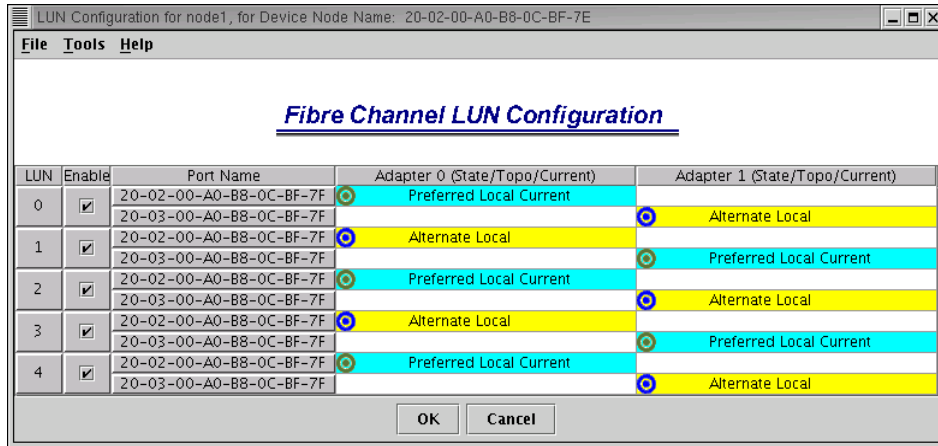 LUN Configuration for node1, for Device Node Name: 20-02-00-A0-B8-0C-BF-7E
File Tools Help
Fibre Channel LUN Configuration
LUN Enable Port Name Adapter 0 (State/Topo/Current) Adapter 1 (State/Topo/Current)
0 20-02-00-A0-B8-0C-BF-7F Preferred Local Current
20-03-00-A0-B8-0C-BF-7F Alternate Local
1 20-02-00-A0-B8-0C-BF-7F Alternate Local
20-03-00-A0-B8-0C-BF-7F Preferred Local Current
2 20-02-00-A0-B8-0C-BF-7F Preferred Local Current
20-03-00-A0-B8-0C-BF-7F Alternate Local
3 20-02-00-A0-B8-0C-BF-7F Alternate Local
20-03-00-A0-B8-0C-BF-7F Preferred Local Current
4 20-02-00-A0-B8-0C-BF-7F Preferred Local Current
20-03-00-A0-B8-0C-BF-7F Alternate Local
OK Cancel